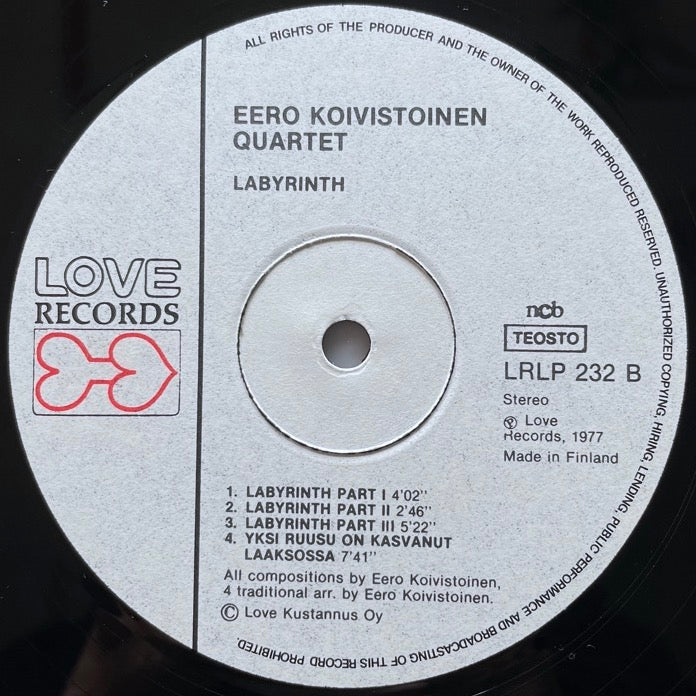 ALL RIGHTS OF THE PRODUCER AND THE OWNER OF THE WORK REPRODUCED RESERVED. UNAUTHORIZED COPYING, HIRING, LENDING, PUBLIC PERFORMANCE AND BROADCASTING OF THIS RECORD PROHIBITED.
EERO KOIVISTOINEN
QUARTET
LABYRINTH
LOVE
RECORDS
ncb
TEOSTO
LRLP 232 B
Stereo
℗ Love
Records, 1977
Made in Finland
1. LABYRINTH PART I 4'02"
2. LABYRINTH PART II 2'46"
3. LABYRINTH PART III 5'22"
4. YKSI RUUSU ON KASVANUT
LAAKSOSSA 7'41"
All compositions by Eero Koivistoinen,
4 traditional arr. by Eero Koivistoinen.
© Love Kustannus Oy